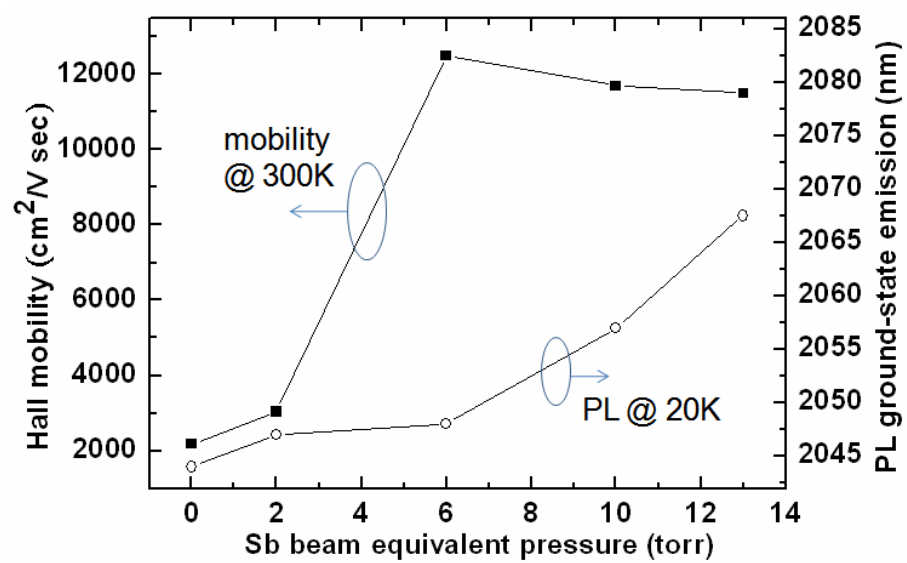 12000
10000
8000
6000
4000
2000
Hall mobility (cm²/V sec)
mobility
@ 300K
PL @ 20K
2085
2080
2075
2070
2065
2060
2055
2050
2045
PL ground-state emission (nm)
0 2 4 6 8 10 12 14
Sb beam equivalent pressure (torr)